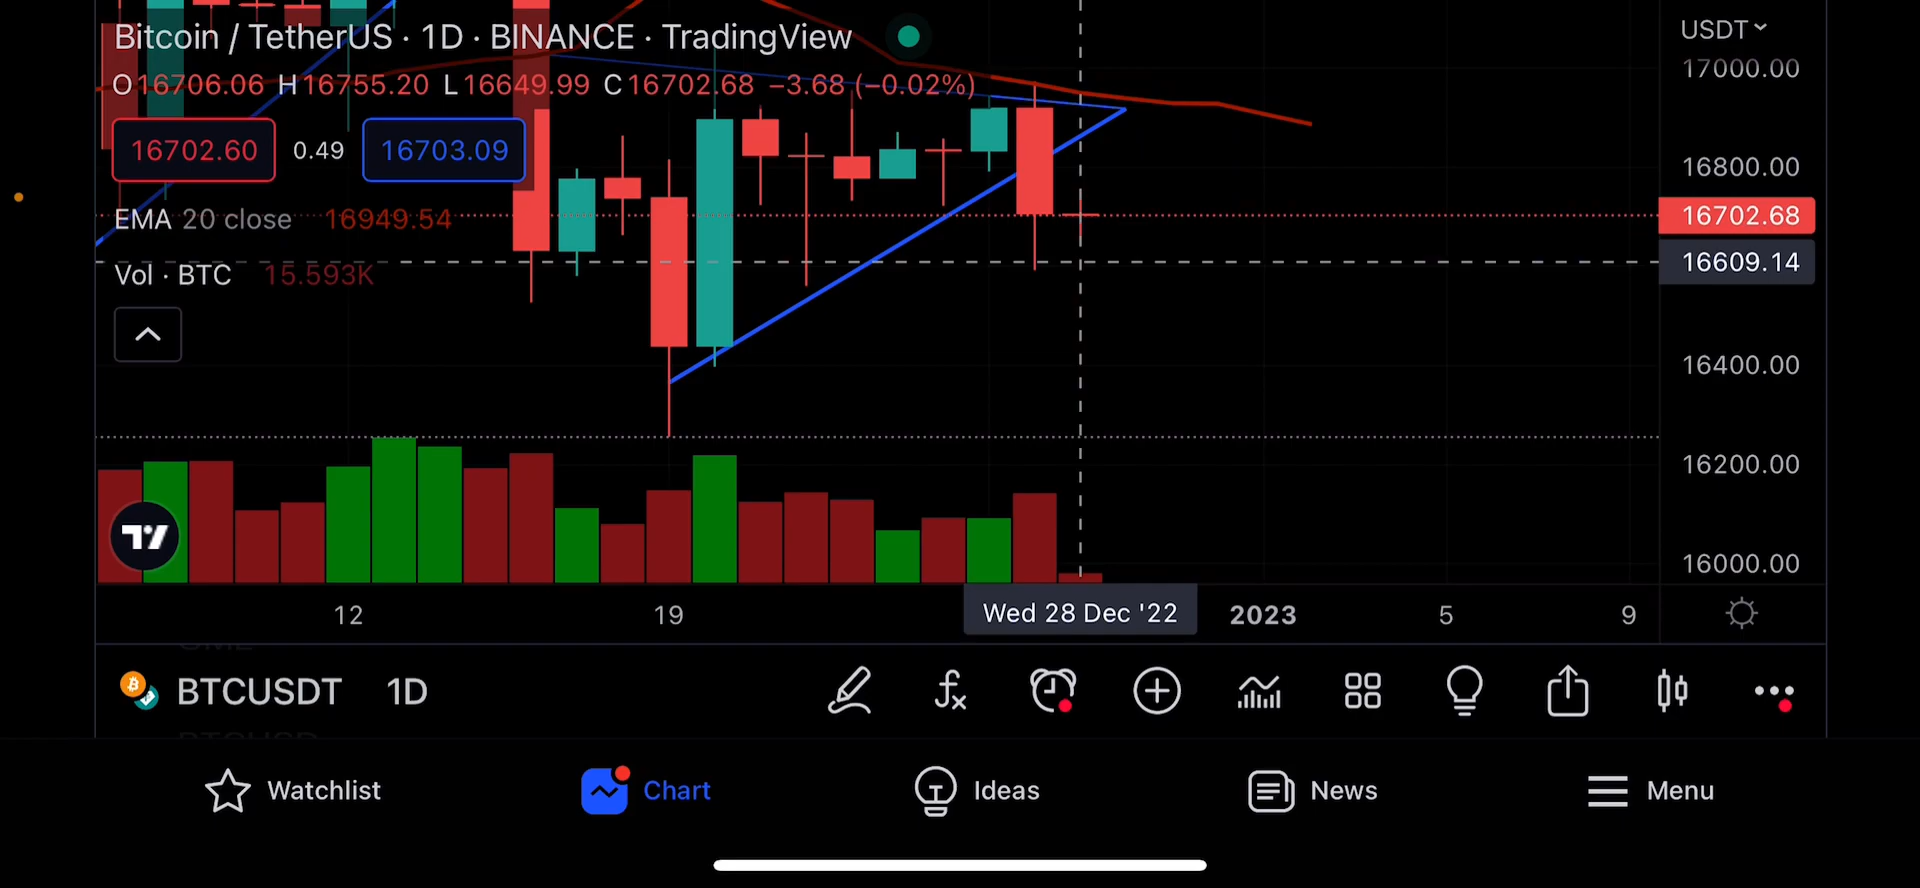 Bitcoin / TetherUS · 1D · BINANCE · TradingView
USDT
O16706.06 H16755.20 L16649.99 C16702.68 −3.68 (−0.02%)
17000.00
16702.60 0.49 16703.09
16800.00
EMA 20 close 16949.54
16702.68
Vol · BTC 15.593K
16609.14
16400.00
16200.00
16000.00
12 19 Wed 28 Dec '22 2023 5 9
BTCUSDT 1D
Watchlist Chart Ideas News Menu